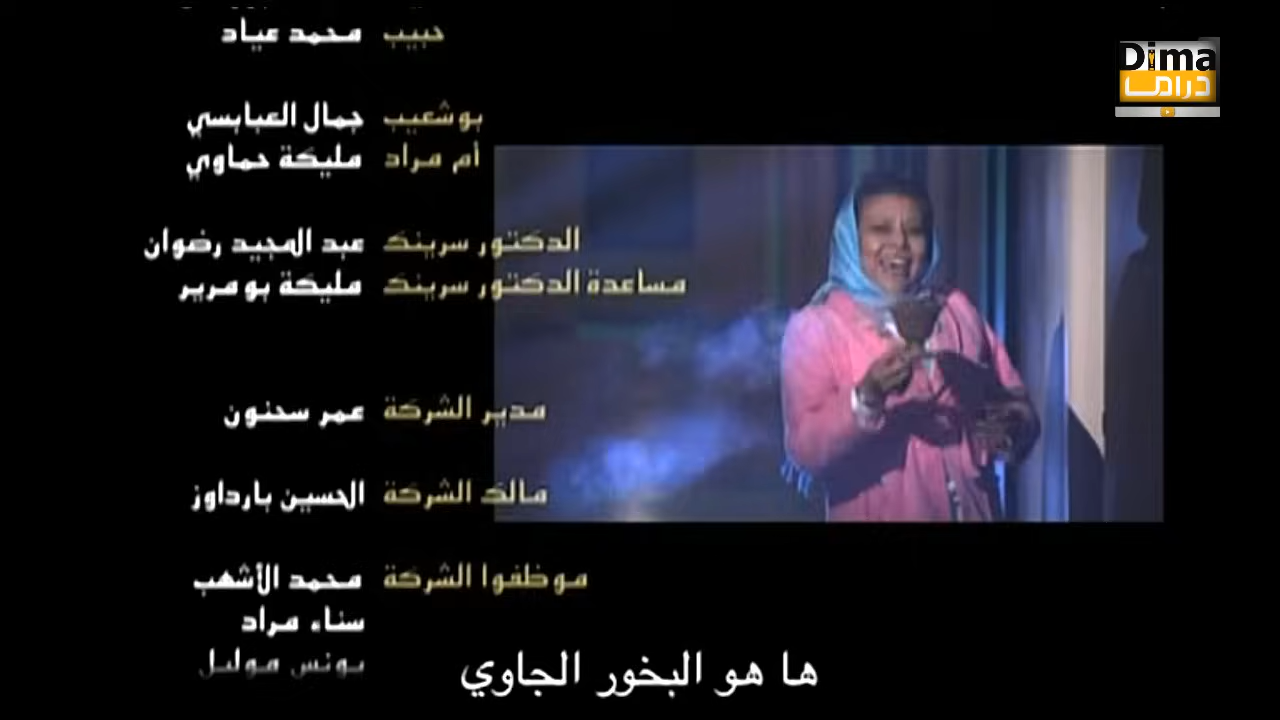 حبيب محمد عياد
Dima
دراما
بوشعيب جمال العبابسي
أم مراد مليكة حماوي
الدكتور سرينك عبد المجيد رضوان
مساعدة الدكتور سرينك مليكة بومرير
مدير الشركة عمر سحنون
مالك الشركة الحسين بارداوز
موظفوا الشركة محمد الأشهب
سناء مراد
يونس موليل
ها هو البخور الجاوي